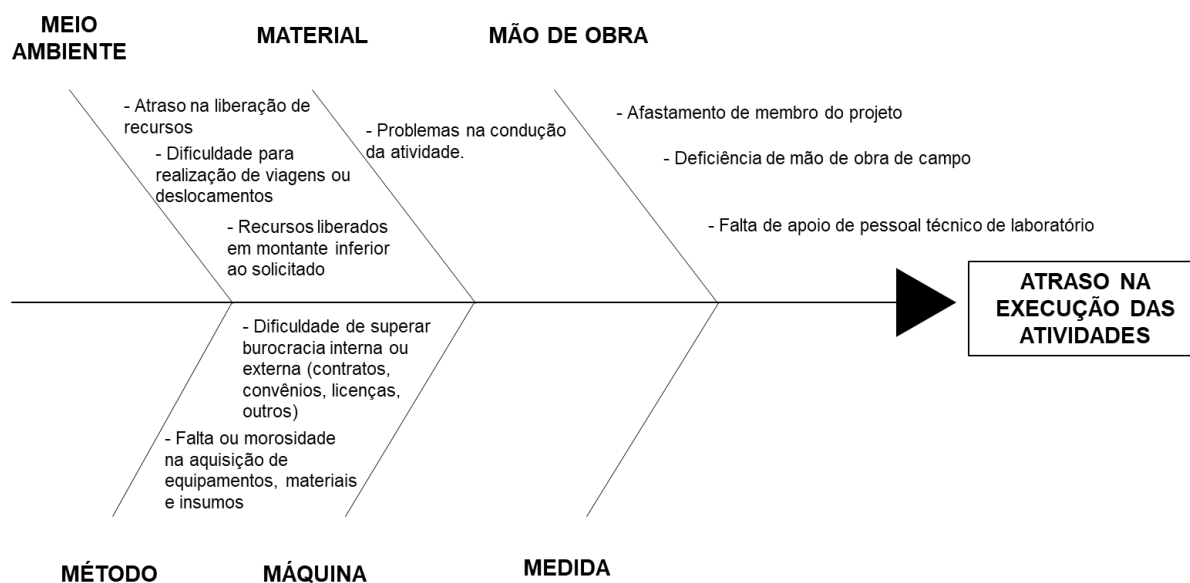 MEIO
AMBIENTE
MATERIAL
MÃO DE OBRA
- Atraso na liberação de
recursos
- Dificuldade para
realização de viagens ou
deslocamentos
- Recursos liberados
em montante inferior
ao solicitado
- Problemas na condução
da atividade.
- Afastamento de membro do projeto
- Deficiência de mão de obra de campo
- Falta de apoio de pessoal técnico de laboratório
ATRASO NA
EXECUÇÃO DAS
ATIVIDADES
- Dificuldade de superar
burocracia interna ou
externa (contratos,
convênios, licenças,
outros)
- Falta ou morosidade
na aquisição de
equipamentos, materiais
e insumos
MÉTODO
MÁQUINA
MEDIDA